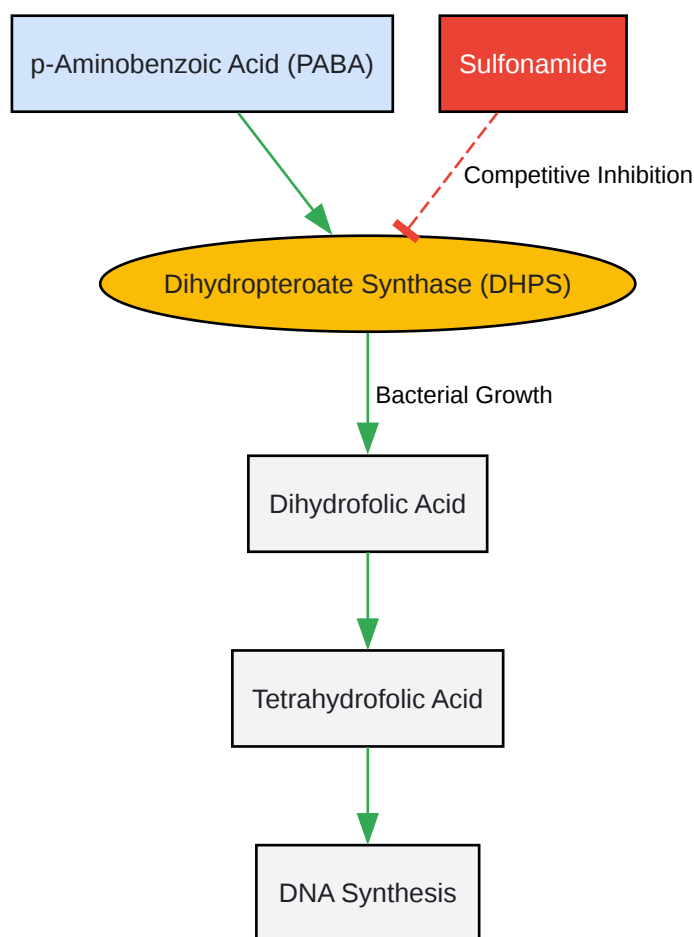 p-Aminobenzoic Acid (PABA)
Sulfonamide
Competitive Inhibition
Dihydropteroate Synthase (DHPS)
Bacterial Growth
Dihydrofolic Acid
Tetrahydrofolic Acid
DNA Synthesis